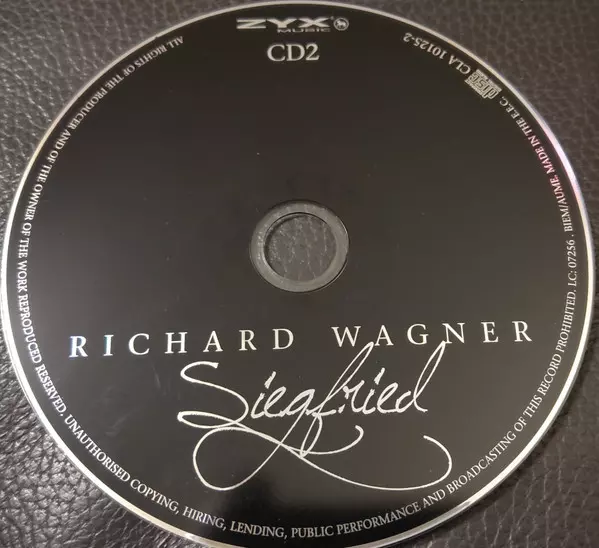 ZYX
MUSIC
CD2
RICHARD WAGNER
Siegfried
CLA 10125-2
disc
MADE IN THE E.E.C. BIEM/AUME. LC: 07256 .
ALL RIGHTS OF THE PRODUCER AND OF THE OWNER OF THE WORK REPRODUCED RESERVED. UNAUTHORISED COPYING, HIRING, LENDING, PUBLIC PERFORMANCE AND BROADCASTING OF THIS RECORD PROHIBITED.